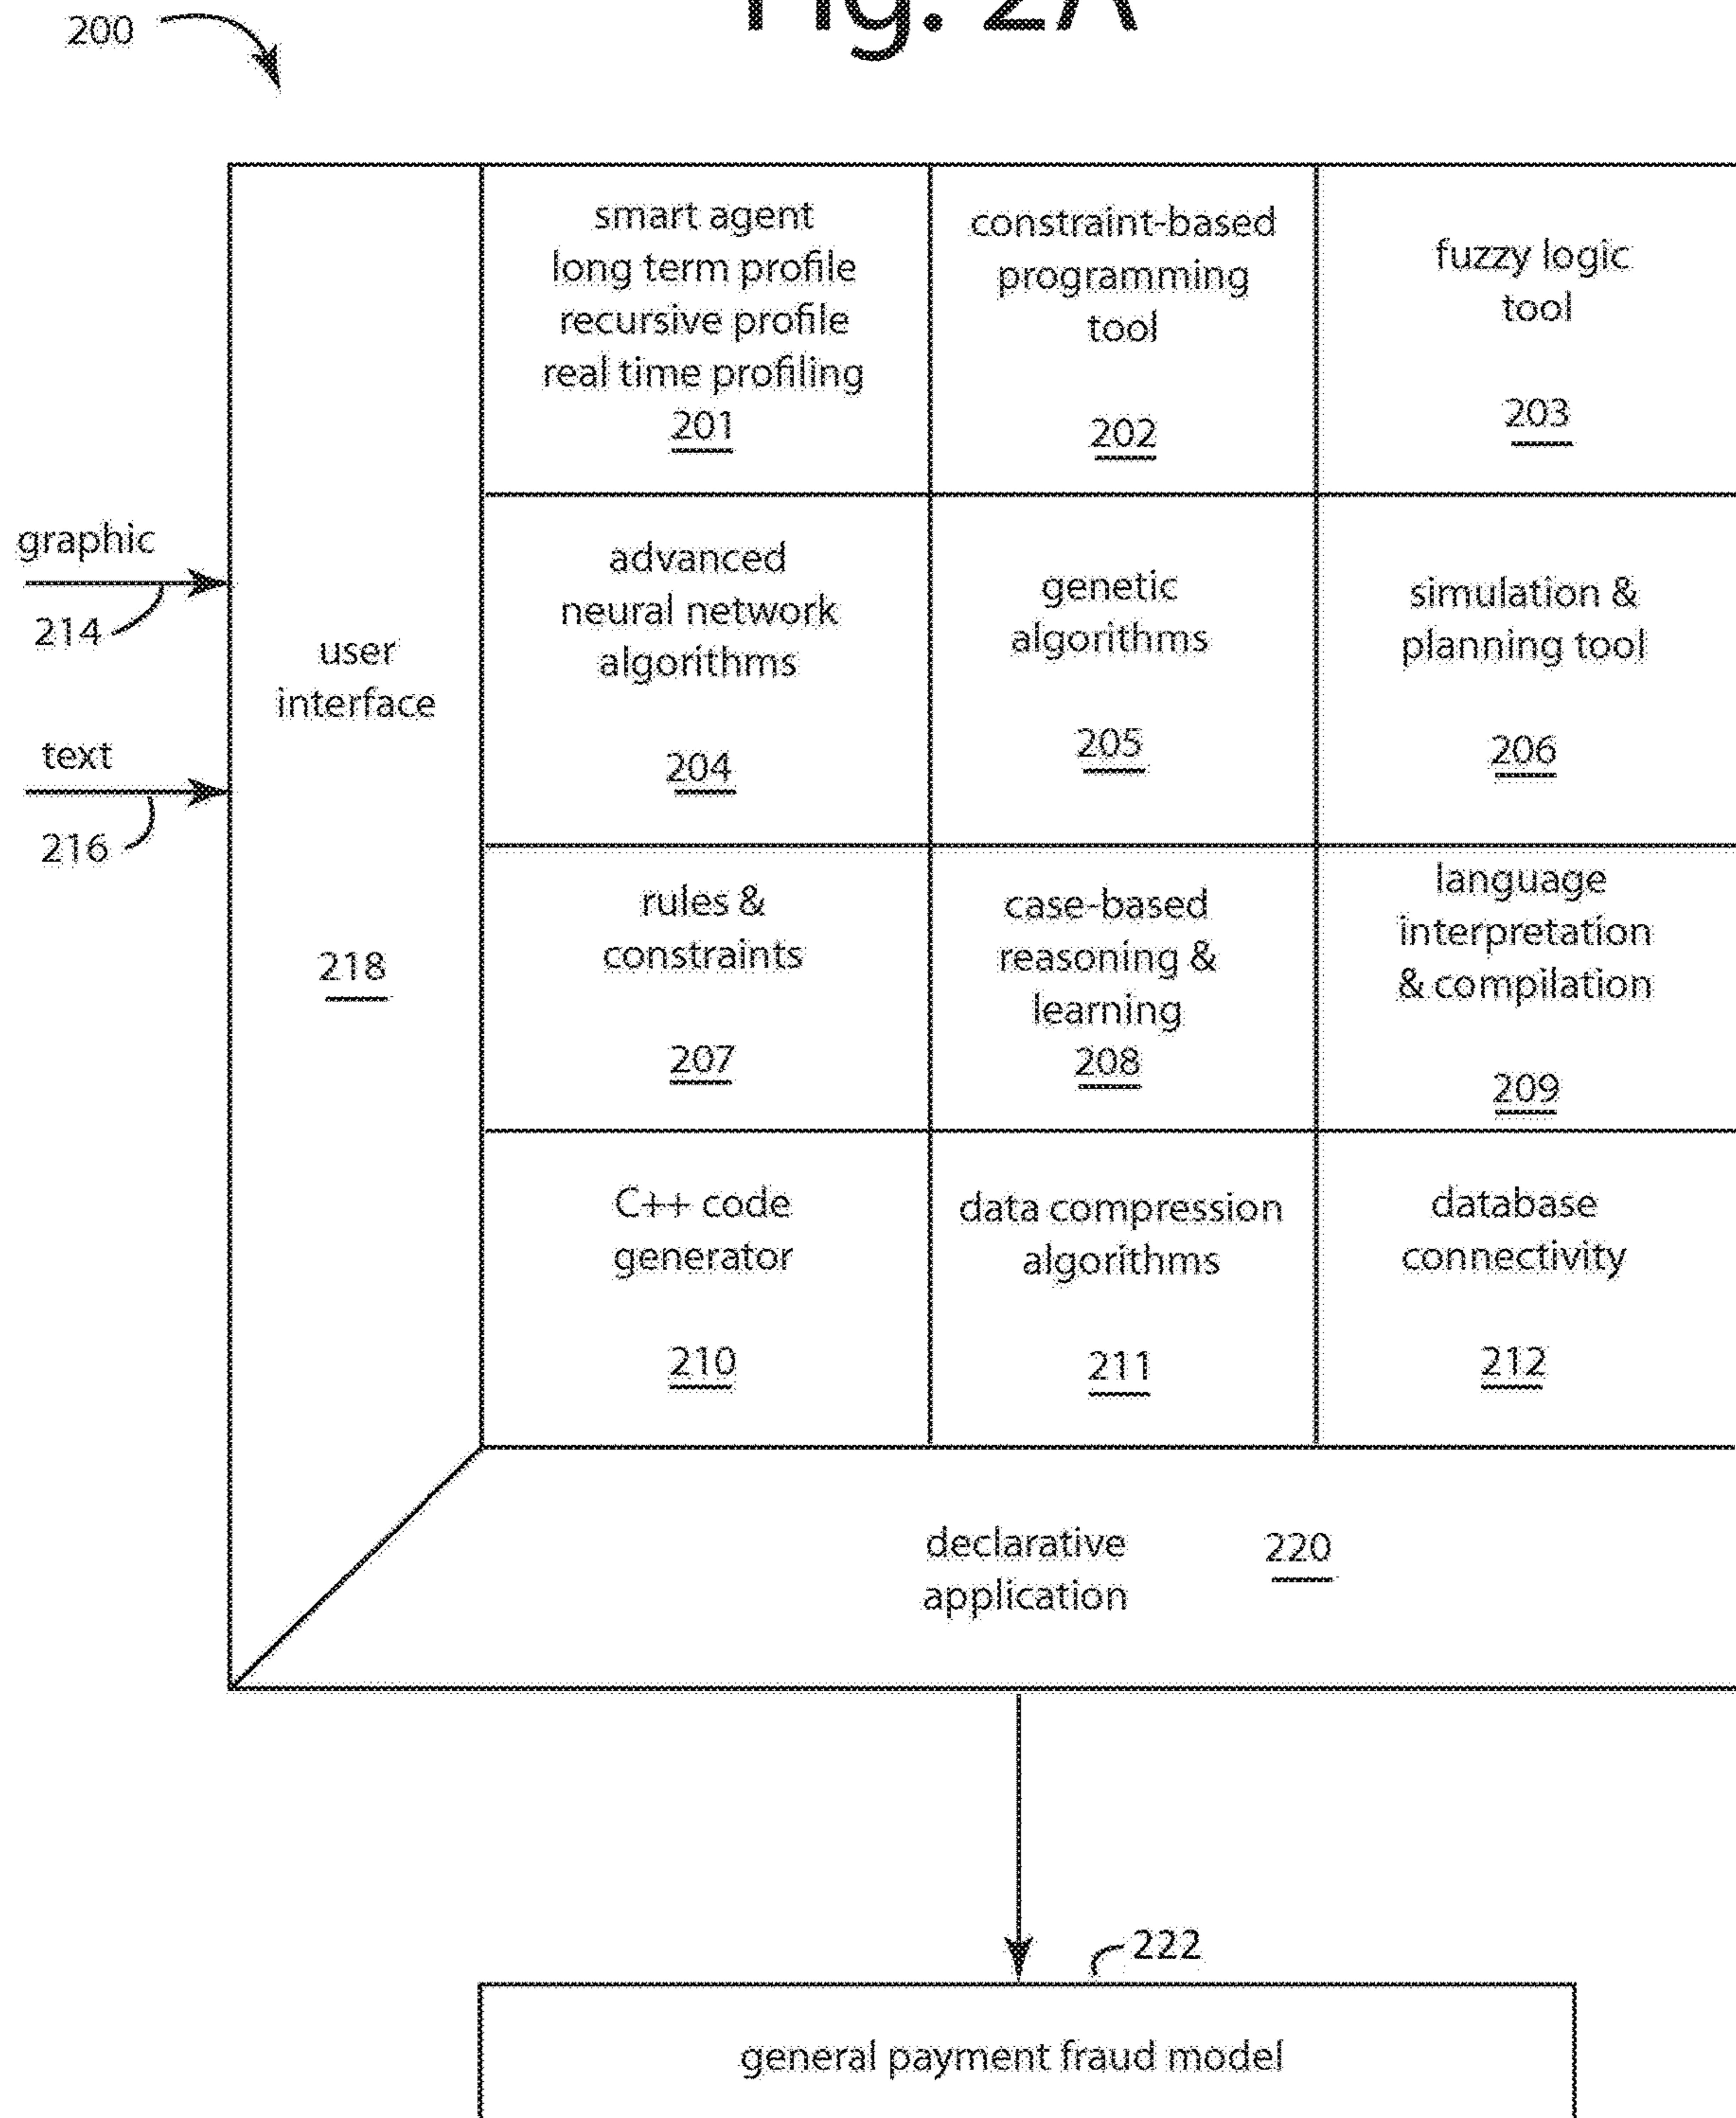 Fig. 2A
200
smart agent
long term profile
recursive profile
real time profiling
201
constraint-based
programming
tool
202
fuzzy logic
tool
203
graphic
214
text
216
user
interface
218
advanced
neural network
algorithms
204
genetic
algorithms
205
simulation &
planning tool
206
rules &
constraints
207
case-based
reasoning &
learning
208
language
interpretation
& compilation
209
C++ code
generator
210
data compression
algorithms
211
database
connectivity
212
declarative
application
220
222
general payment fraud model